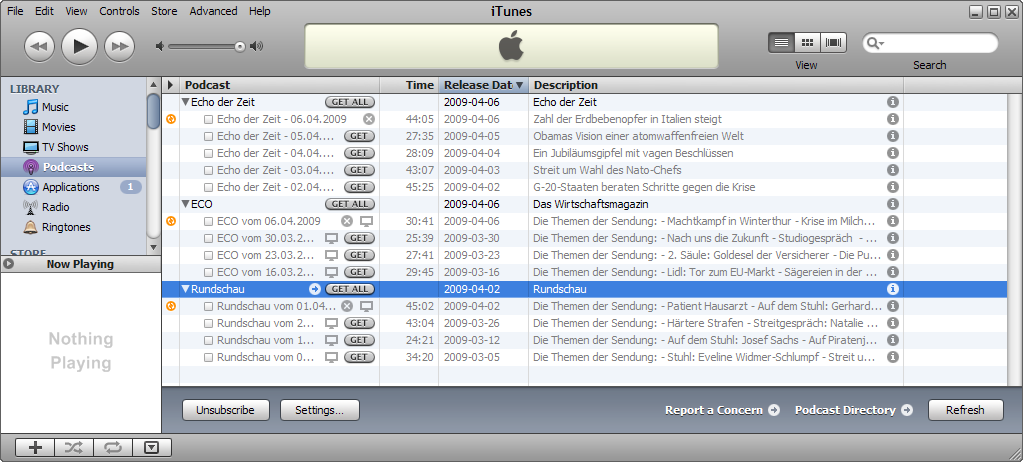 iTunes
File Edit View Controls Store Advanced Help
View
Search
LIBRARY
Music
Movies
TV Shows
Podcasts
Applications 1
Radio
Ringtones
STORE
Now Playing
Nothing
Playing
Podcast Time Release Dat Description
Echo der Zeit GET ALL 2009-04-06 Echo der Zeit
Echo der Zeit - 06.04.2009 44:05 2009-04-06 Zahl der Erdbebenopfer in Italien steigt
Echo der Zeit - 05.04.... GET 27:35 2009-04-05 Obamas Vision einer atomwaffenfreien Welt
Echo der Zeit - 04.04.... GET 28:09 2009-04-04 Ein Jubiläumsgipfel mit vagen Beschlüssen
Echo der Zeit - 03.04.... GET 43:07 2009-04-03 Streit um Wahl des Nato-Chefs
Echo der Zeit - 02.04.... GET 45:25 2009-04-02 G-20-Staaten beraten Schritte gegen die Krise
ECO GET ALL 2009-04-06 Das Wirtschaftsmagazin
ECO vom 06.04.2009 30:41 2009-04-06 Die Themen der Sendung: - Machtkampf in Winterthur - Krise im Milch...
ECO vom 30.03.2... GET 25:39 2009-03-30 Die Themen der Sendung: - Nach uns die Zukunft - Studiogespräch - ...
ECO vom 23.03.2... GET 27:41 2009-03-23 Die Themen der Sendung: - 2. Säule: Goldesel der Versicherer - Die Pu...
ECO vom 16.03.2... GET 29:45 2009-03-16 Die Themen der Sendung: - Lidl: Tor zum EU-Markt - Sägereien in der ...
Rundschau GET ALL 2009-04-02 Rundschau
Rundschau vom 01.04... 45:02 2009-04-02 Die Themen der Sendung: - Patient Hausarzt - Auf dem Stuhl: Gerhard...
Rundschau vom 2... GET 43:04 2009-03-26 Die Themen der Sendung: - Härtere Strafen - Streitgespräch: Natalie ...
Rundschau vom 1... GET 24:21 2009-03-12 Die Themen der Sendung: - Auf dem Stuhl: Josef Sachs - Auf Piratenj...
Rundschau vom 0... GET 34:20 2009-03-05 Die Themen der Sendung: - Stuhl: Eveline Widmer-Schlumpf - Streit u...
Unsubscribe Settings... Report a Concern Podcast Directory Refresh